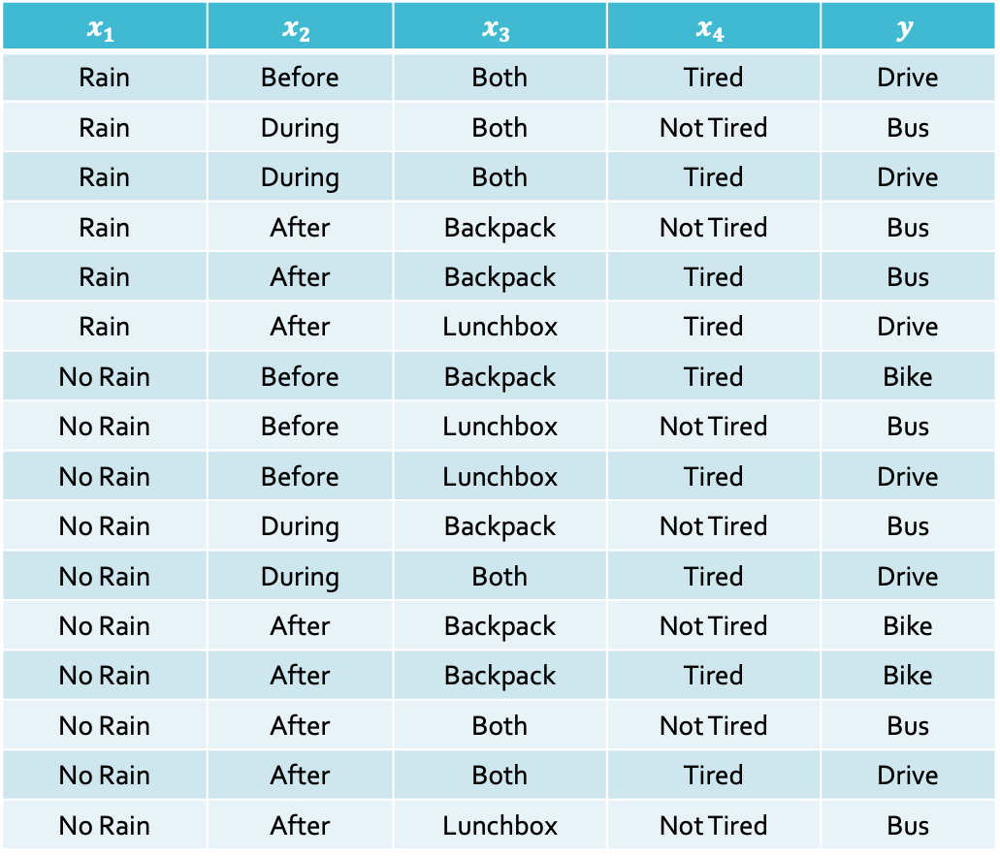 x₁ x₂ x₃ x₄ y
Rain Before Both Tired Drive
Rain During Both Not Tired Bus
Rain During Both Tired Drive
Rain After Backpack Not Tired Bus
Rain After Backpack Tired Bus
Rain After Lunchbox Tired Drive
No Rain Before Backpack Tired Bike
No Rain Before Lunchbox Not Tired Bus
No Rain Before Lunchbox Tired Drive
No Rain During Backpack Not Tired Bus
No Rain During Both Tired Drive
No Rain After Backpack Not Tired Bike
No Rain After Backpack Tired Bike
No Rain After Both Not Tired Bus
No Rain After Both Tired Drive
No Rain After Lunchbox Not Tired Bus